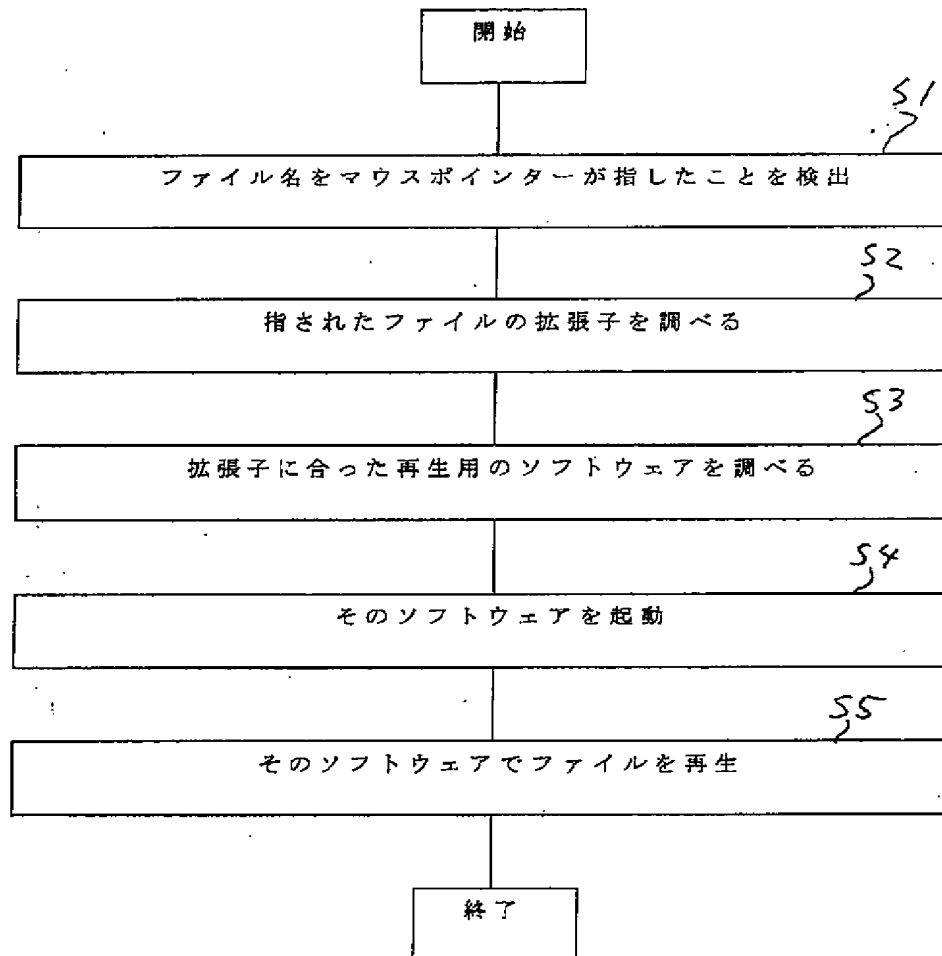 開始
S1
ファイル名をマウスポインターが指したことを検出
S2
指されたファイルの拡張子を調べる
S3
拡張子に合った再生用のソフトウェアを調べる
S4
そのソフトウェアを起動
S5
そのソフトウェアでファイルを再生
終了